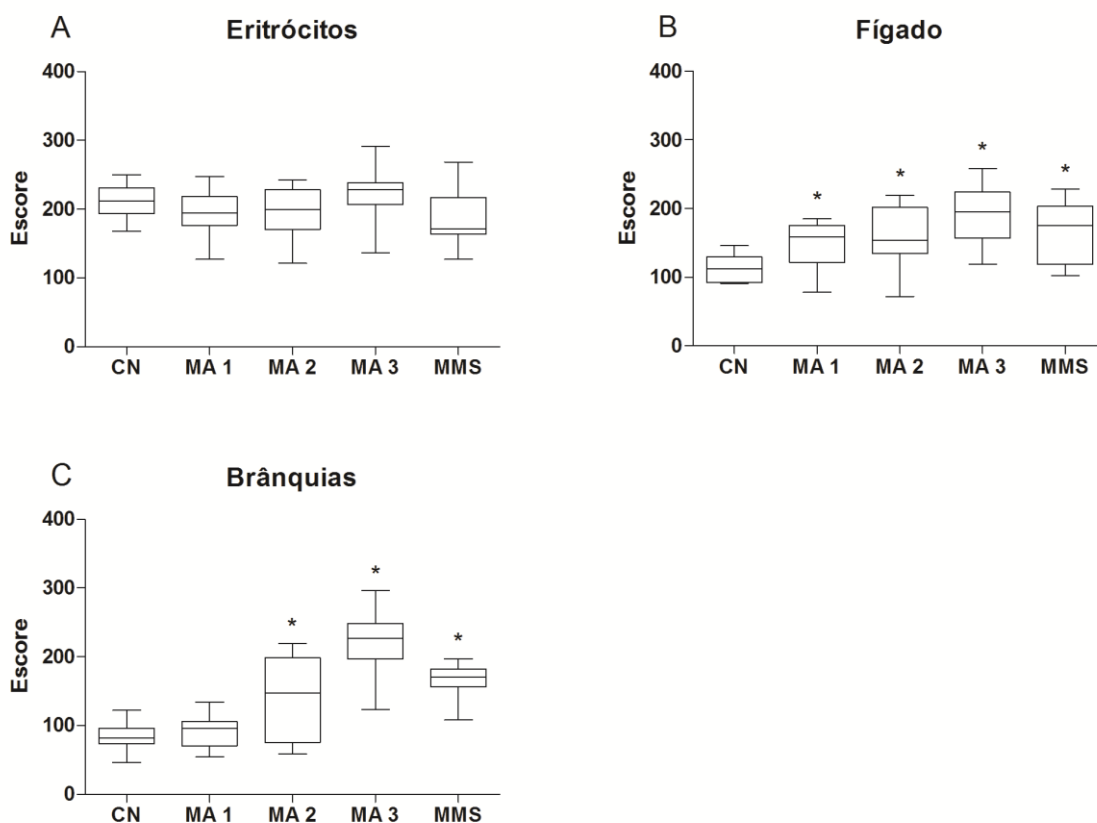 A
Eritrócitos
400
300
200
100
0
Escore
CN MA 1 MA 2 MA 3 MMS
B
Fígado
400
300
200
100
0
Escore
* * * *
CN MA 1 MA 2 MA 3 MMS
C
Brânquias
400
300
200
100
0
Escore
* * *
CN MA 1 MA 2 MA 3 MMS